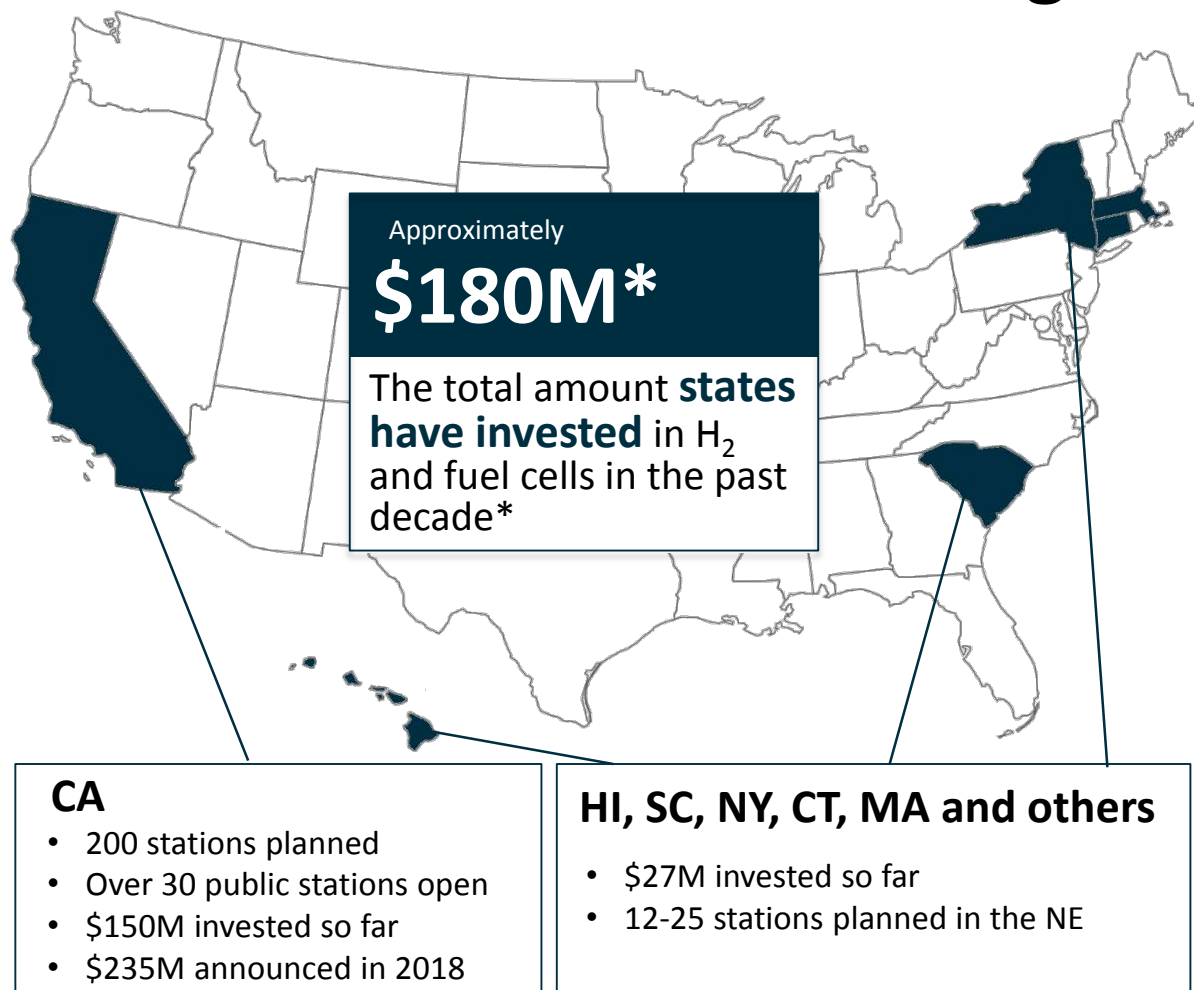 Approximately
$180M*
The total amount states
have invested in H₂
and fuel cells in the past
decade*
CA
• 200 stations planned
• Over 30 public stations open
• $150M invested so far
• $235M announced in 2018
HI, SC, NY, CT, MA and others
• $27M invested so far
• 12-25 stations planned in the NE